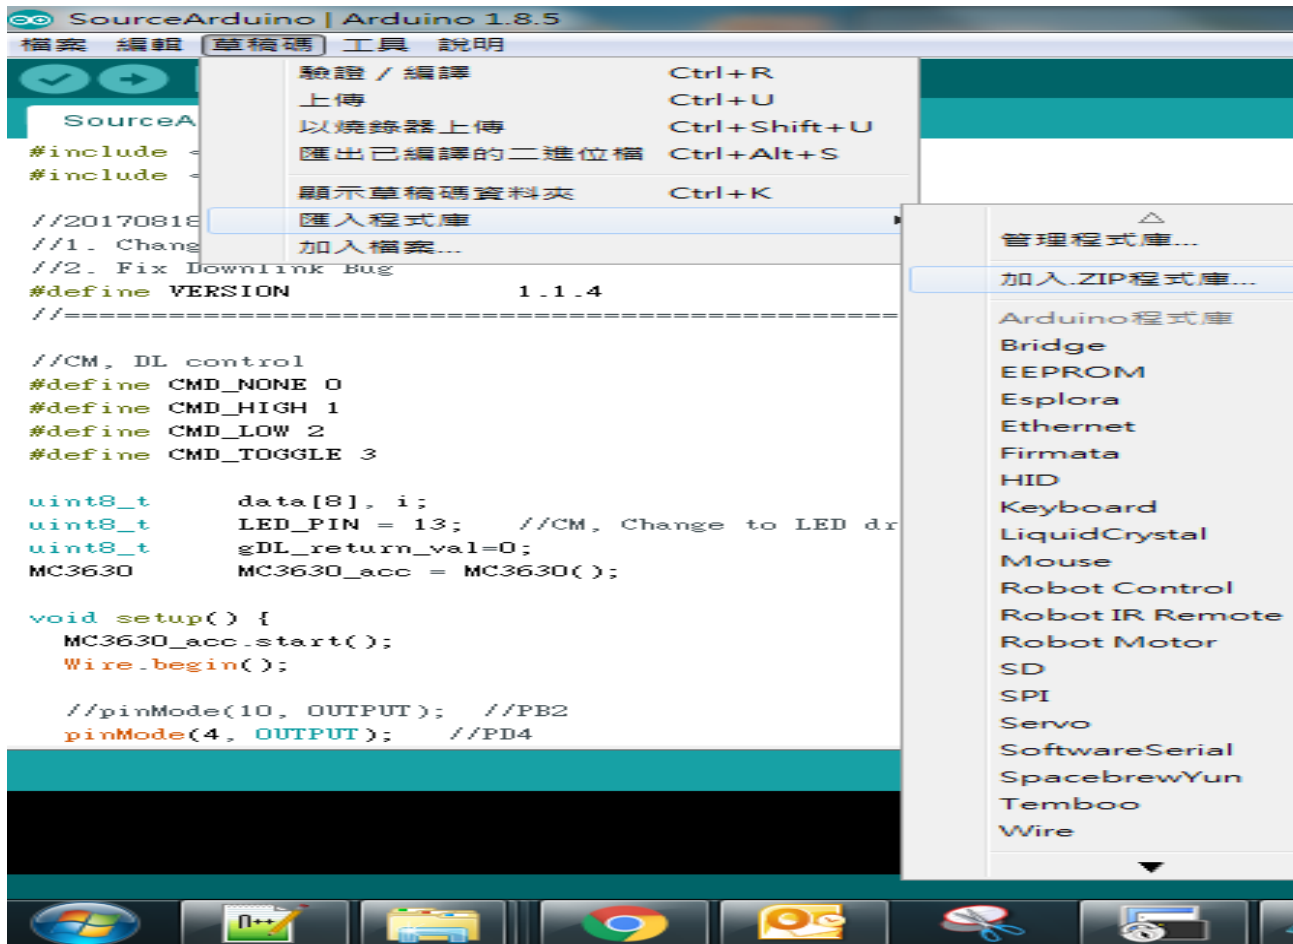 SourceArduino | Arduino 1.8.5
檔案 編輯 草稿碼 工具 說明
驗證 / 編譯 Ctrl+R
上傳 Ctrl+U
以燒錄器上傳 Ctrl+Shift+U
匯出已編譯的二進位檔 Ctrl+Alt+S
顯示草稿碼資料夾 Ctrl+K
匯入程式庫
加入檔案...
管理程式庫...
加入.ZIP程式庫...
Arduino程式庫
Bridge
EEPROM
Esplora
Ethernet
Firmata
HID
Keyboard
LiquidCrystal
Mouse
Robot Control
Robot IR Remote
Robot Motor
SD
SPI
Servo
SoftwareSerial
SpacebrewYun
Temboo
Wire
SourceA
#include <
#include <
//20170818
//1. Chang
//2. Fix Downlink Bug
#define VERSION 1.1.4
//================================================
//CM, DL control
#define CMD_NONE 0
#define CMD_HIGH 1
#define CMD_LOW 2
#define CMD_TOGGLE 3
uint8_t data[8], i;
uint8_t LED_PIN = 13; //CM, Change to LED dr
uint8_t gDL_return_val=0;
MC3630 MC3630_acc = MC3630();
void setup() {
MC3630_acc.start();
Wire.begin();
//pinMode(10, OUTPUT); //PB2
pinMode(4, OUTPUT); //PD4